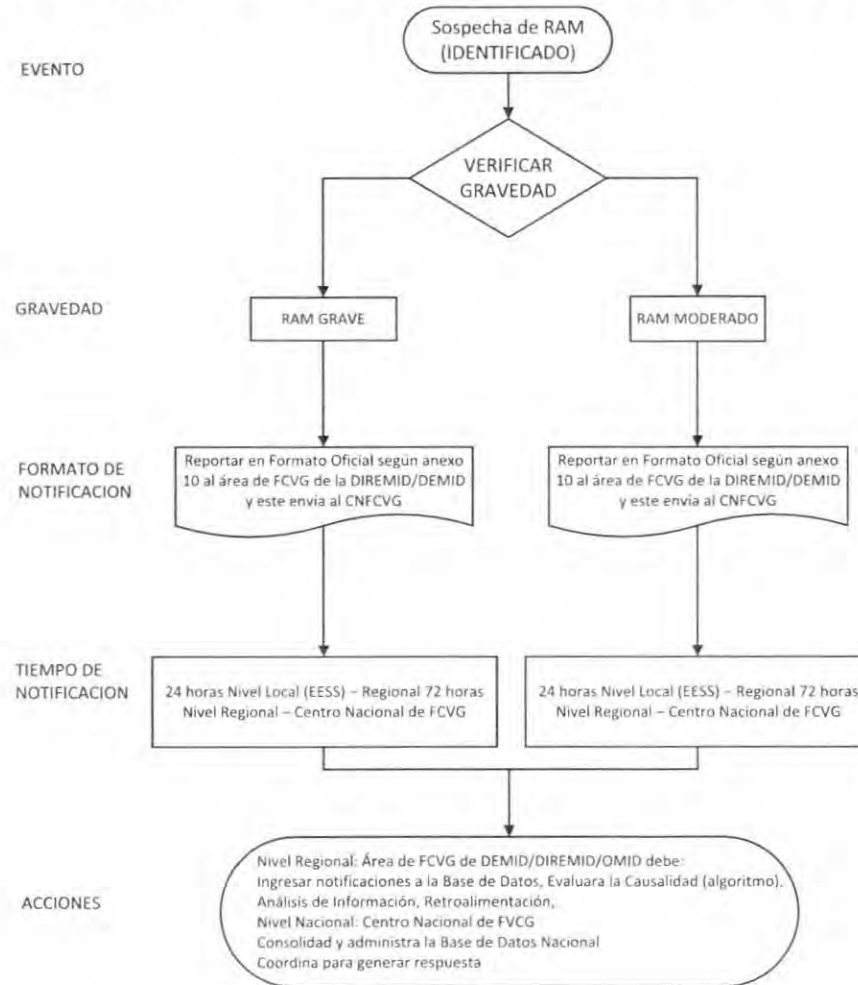 Sospecha de RAM
(IDENTIFICADO)
EVENTO
VERIFICAR
GRAVEDAD
GRAVEDAD
RAM GRAVE
RAM MODERADO
FORMATO DE
NOTIFICACION
Reportar en Formato Oficial según anexo
10 al área de FCVG de la DIREMID/DEMID
y este envia al CNFCVG
Reportar en Formato Oficial según anexo
10 al área de FCVG de la DIREMID/DEMID
y este envia al CNFCVG
TIEMPO DE
NOTIFICACION
24 horas Nivel Local (EESS) – Regional 72 horas
Nivel Regional – Centro Nacional de FCVG
24 horas Nivel Local (EESS) – Regional 72 horas
Nivel Regional – Centro Nacional de FCVG
ACCIONES
Nivel Regional: Área de FCVG de DEMID/DIREMID/OMID debe:
Ingresar notificaciones a la Base de Datos, Evaluara la Causalidad (algoritmo),
Análisis de Información, Retroalimentación,
Nivel Nacional: Centro Nacional de FVCG
Consolidad y administra la Base de Datos Nacional
Coordina para generar respuesta